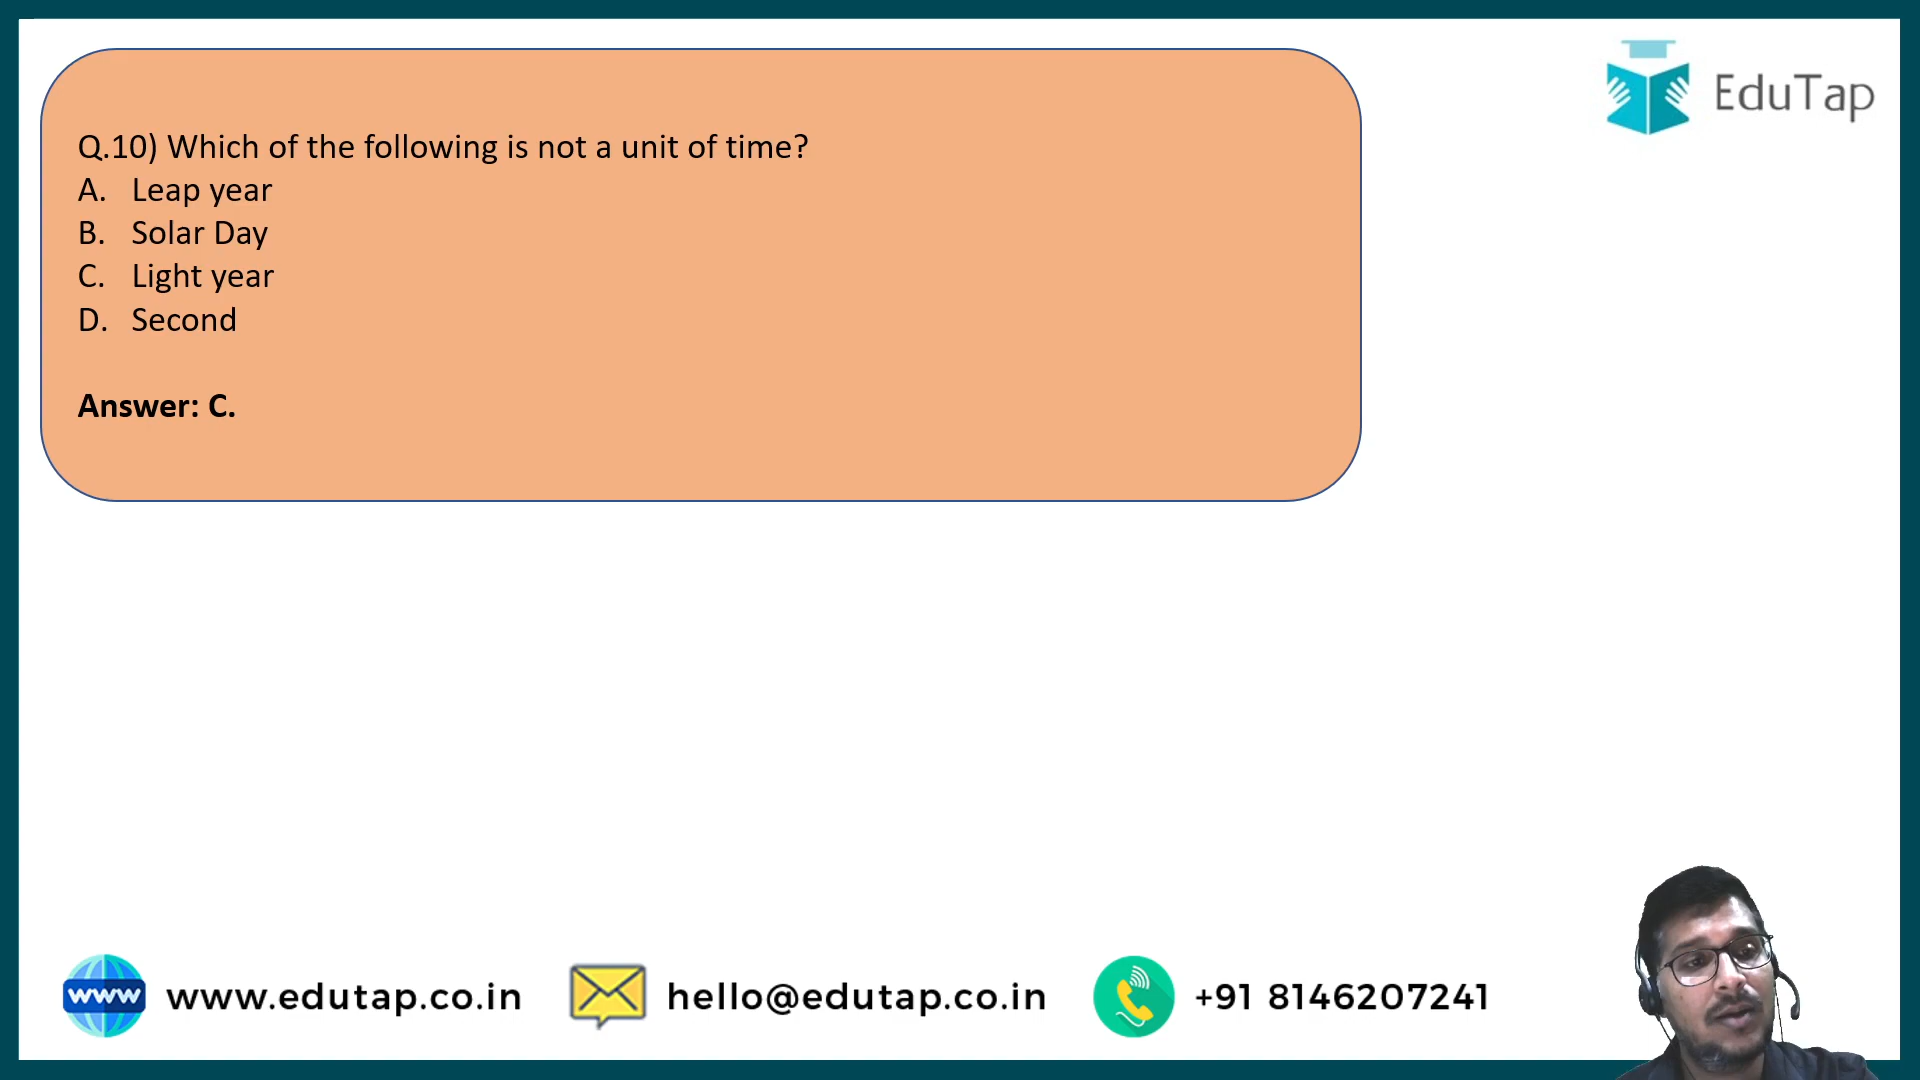 EduTap
Q.10) Which of the following is not a unit of time?
A. Leap year
B. Solar Day
C. Light year
D. Second
Answer: C.
www www.edutap.co.in hello@edutap.co.in +91 8146207241